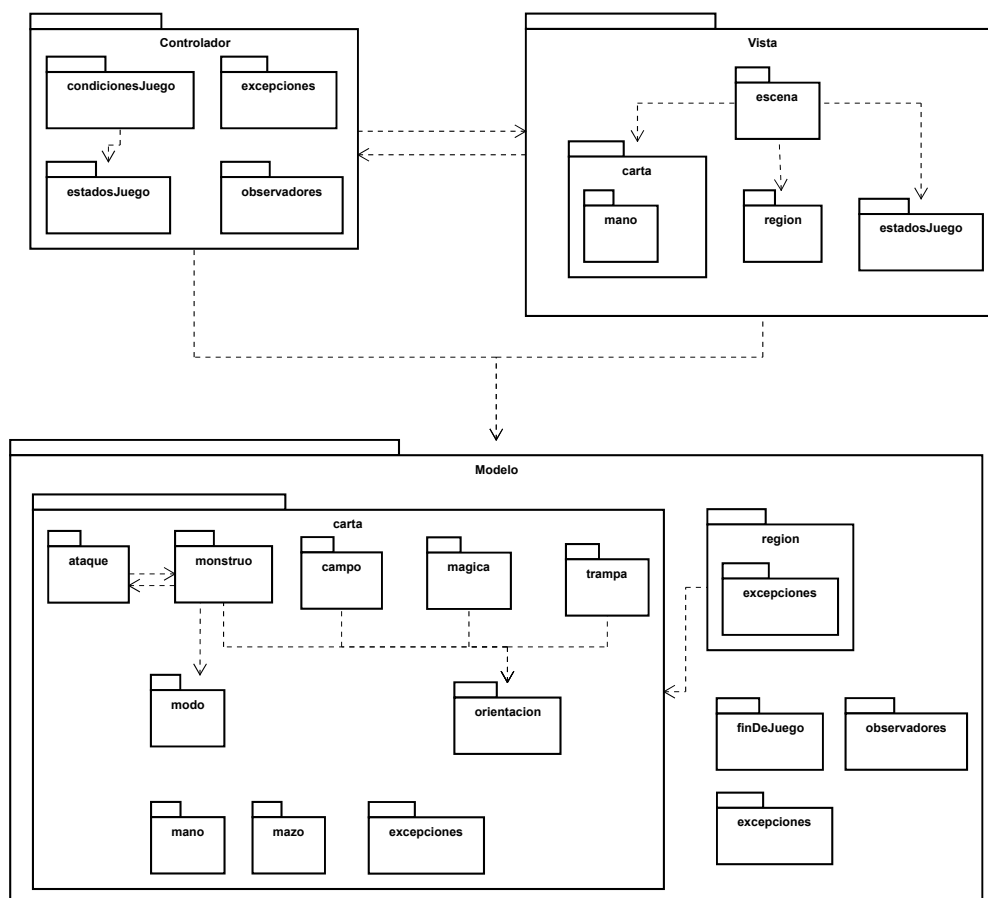 Controlador
condicionesJuego
excepciones
estadosJuego
observadores
Vista
escena
carta
mano
region
estadosJuego
Modelo
carta
ataque
monstruo
campo
magica
trampa
modo
orientacion
mano
mazo
excepciones
region
excepciones
finDeJuego
observadores
excepciones